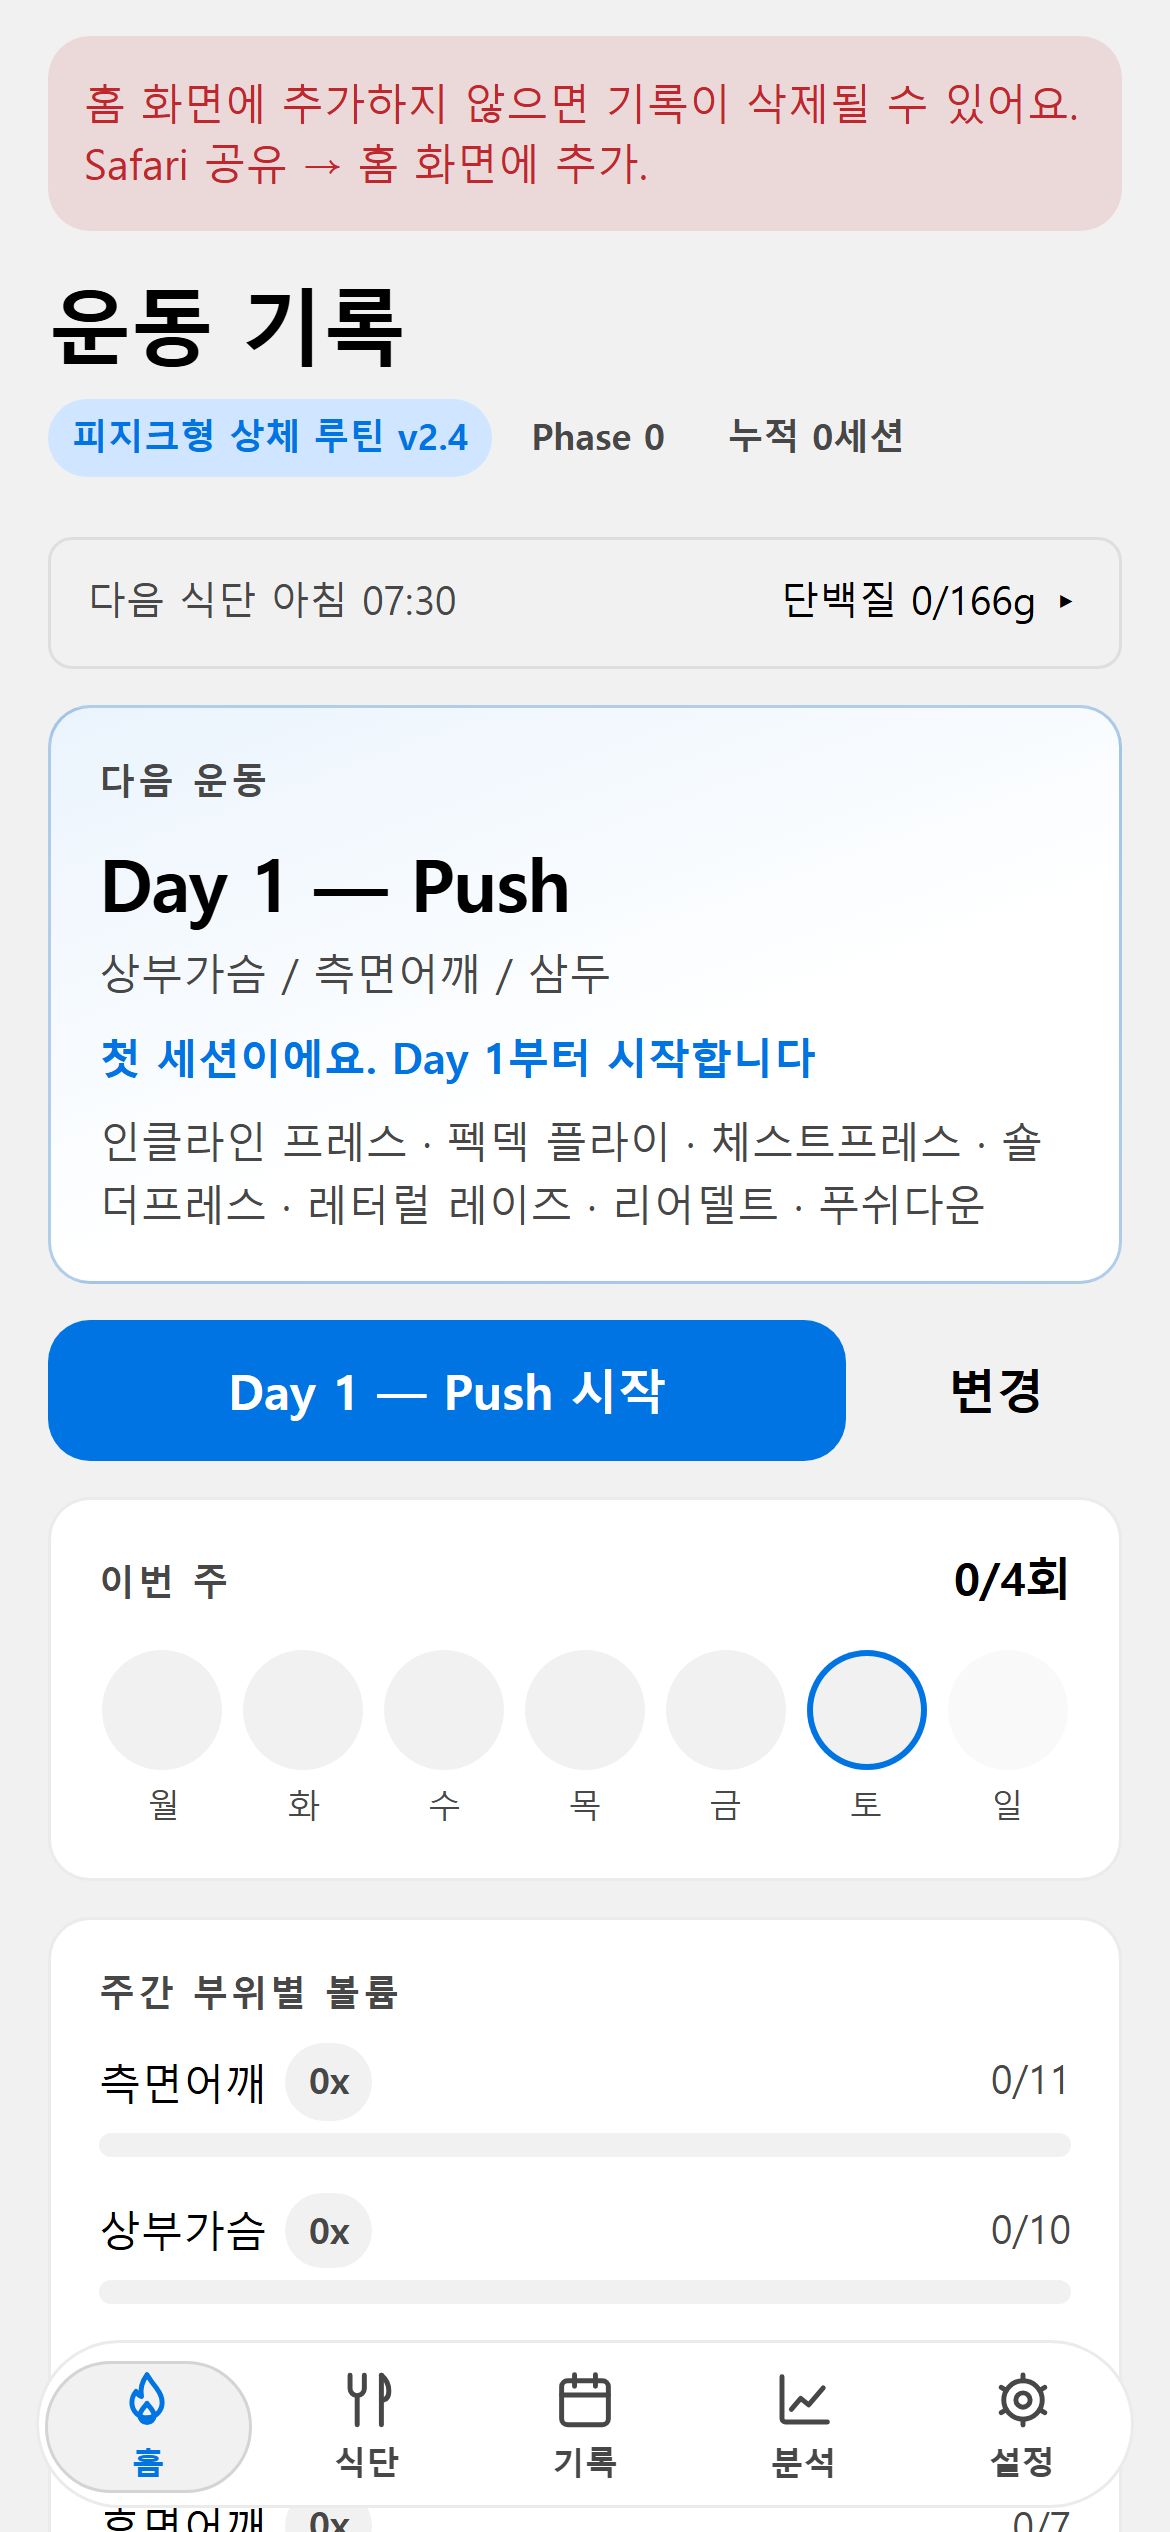 홈 화면에 추가하지 않으면 기록이 삭제될 수 있어요.
Safari 공유 → 홈 화면에 추가.
운동 기록
피지크형 상체 루틴 v2.4 Phase 0 누적 0세션
다음 식단 아침 07:30 단백질 0/166g ▸
다음 운동
Day 1 — Push
상부가슴 / 측면어깨 / 삼두
첫 세션이에요. Day 1부터 시작합니다
인클라인 프레스 · 펙덱 플라이 · 체스트프레스 · 숄
더프레스 · 레터럴 레이즈 · 리어델트 · 푸쉬다운
Day 1 — Push 시작 변경
이번 주 0/4회
월 화 수 목 금 토 일
주간 부위별 볼륨
측면어깨 0x 0/11
상부가슴 0x 0/10
홈 식단 기록 분석 설정
후면어깨 0x 0/7